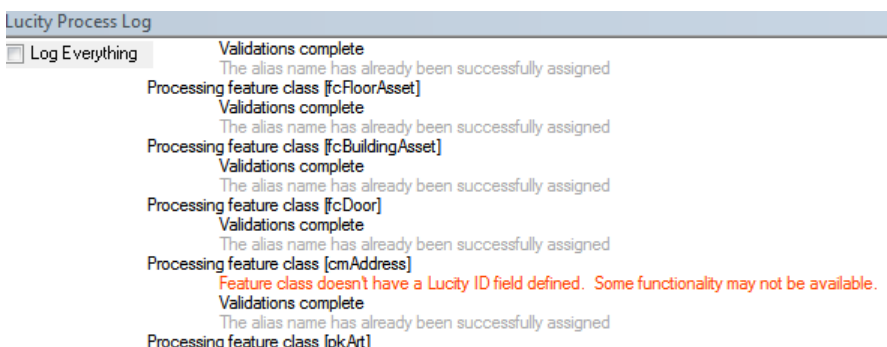 Lucity Process Log
Log Everything
Validations complete
The alias name has already been successfully assigned
Processing feature class [fcFloorAsset]
Validations complete
The alias name has already been successfully assigned
Processing feature class [fcBuildingAsset]
Validations complete
The alias name has already been successfully assigned
Processing feature class [fcDoor]
Validations complete
The alias name has already been successfully assigned
Processing feature class [cmAddress]
Feature class doesn't have a Lucity ID field defined.  Some functionality may not be available.
Validations complete
The alias name has already been successfully assigned
Processing feature class [pkArt]